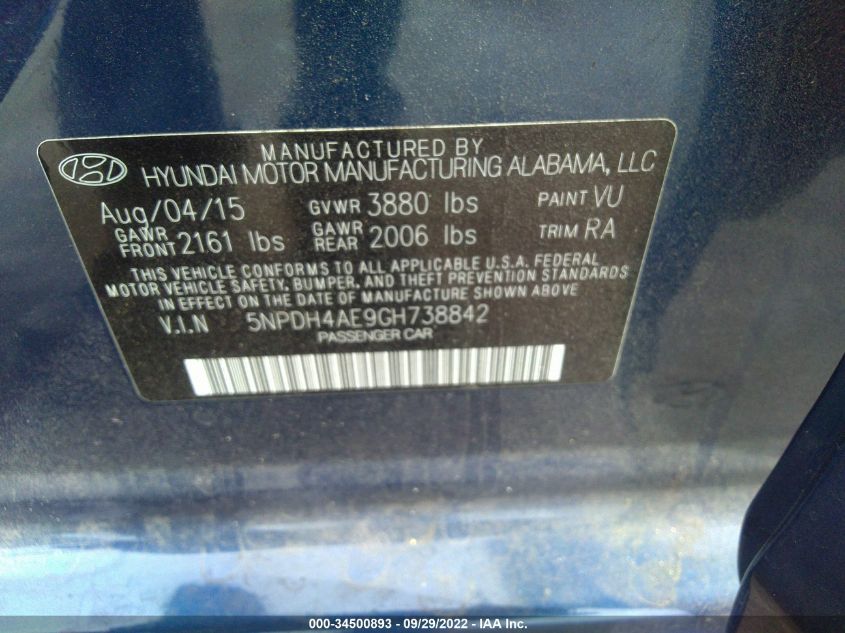 MANUFACTURED BY
HYUNDAI MOTOR MANUFACTURING ALABAMA, LLC
Aug/04/15 GVWR 3880 lbs PAINT VU
GAWR FRONT 2161 lbs GAWR REAR 2006 lbs TRIM RA
THIS VEHICLE CONFORMS TO ALL APPLICABLE U.S.A. FEDERAL
MOTOR VEHICLE SAFETY, BUMPER, AND THEFT PREVENTION STANDARDS
IN EFFECT ON THE DATE OF MANUFACTURE SHOWN ABOVE
V.I.N 5NPDH4AE9GH738842
PASSENGER CAR
000-34500893 - 09/29/2022 - IAA Inc.